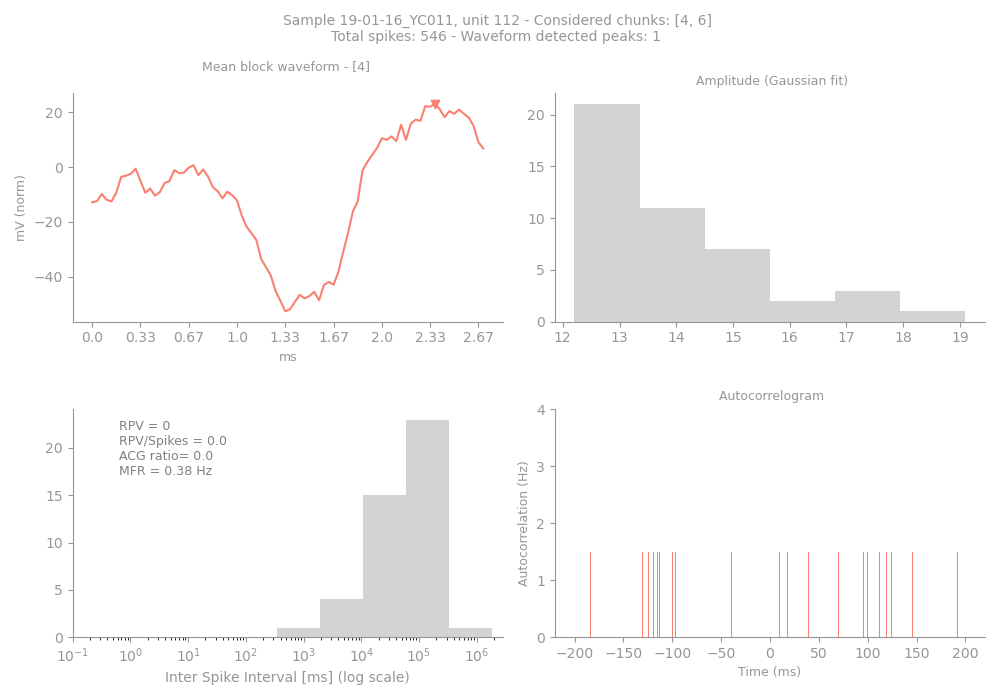 Sample 19-01-16_YC011, unit 112 - Considered chunks: [4, 6]
Total spikes: 546 - Waveform detected peaks: 1
Mean block waveform - [4]
mV (norm)
20
0
−20
−40
0.0 0.33 0.67 1.0 1.33 1.67 2.0 2.33 2.67
ms
Amplitude (Gaussian fit)
20
15
10
5
0
12 13 14 15 16 17 18 19
RPV = 0
RPV/Spikes = 0.0
ACG ratio= 0.0
MFR = 0.38 Hz
20
15
10
5
0
10⁻¹ 10⁰ 10¹ 10² 10³ 10⁴ 10⁵ 10⁶
Inter Spike Interval [ms] (log scale)
Autocorrelogram
Autocorrelation (Hz)
4
3
2
1
0
−200 −150 −100 −50 0 50 100 150 200
Time (ms)